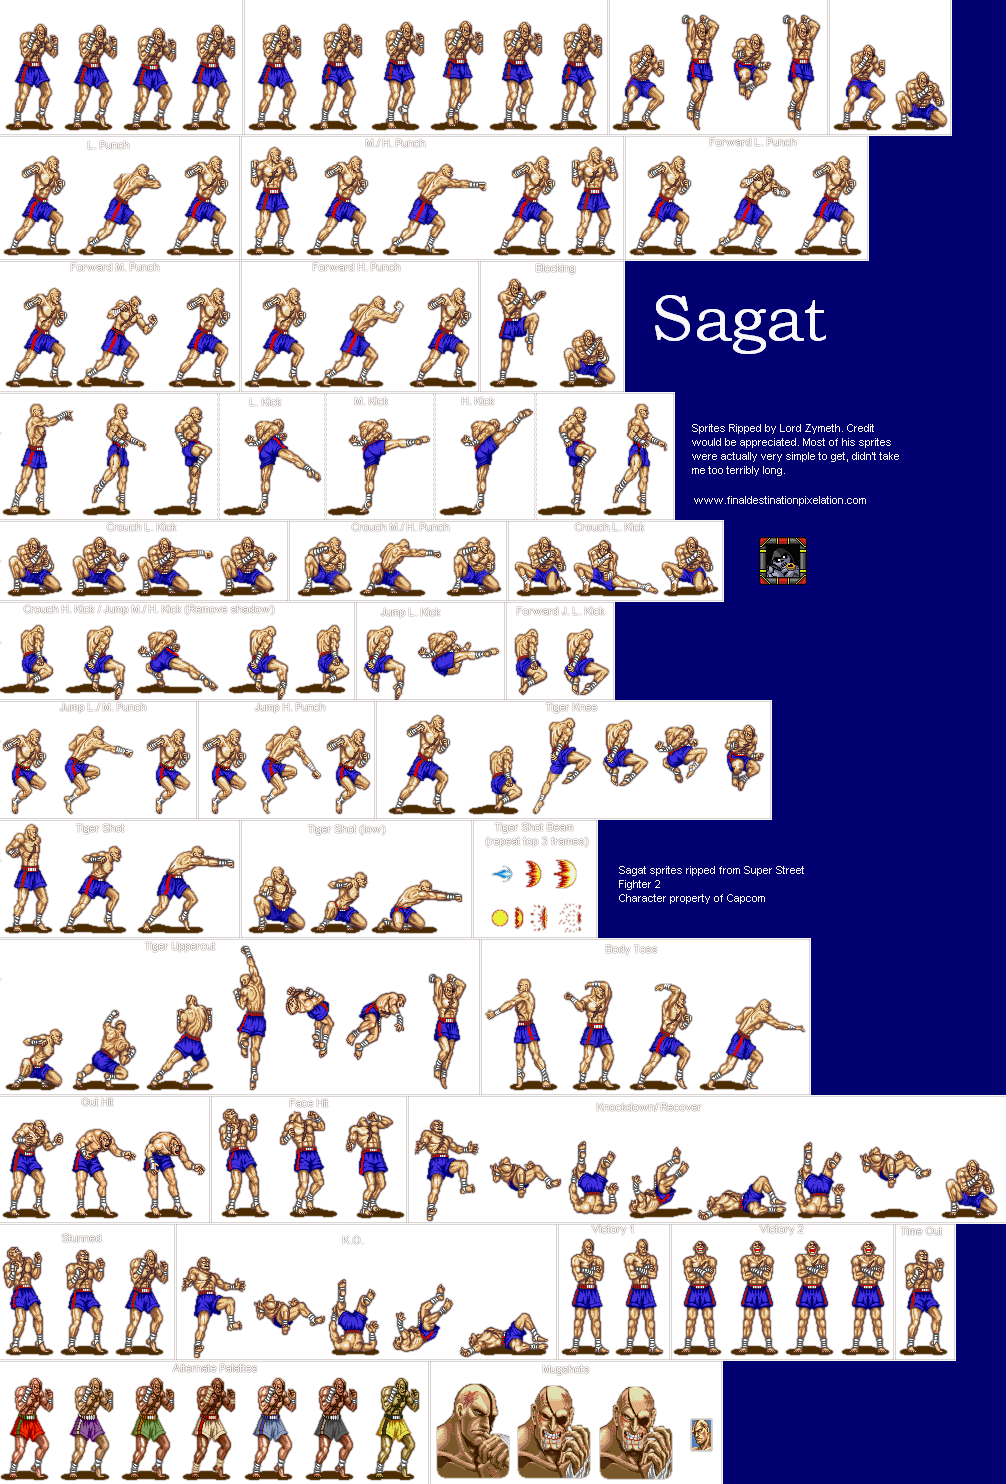 L. Punch
M./ H. Punch
Forward L. Punch
Forward M. Punch
Forward H. Punch
Blocking
Sagat
L. Kick
M. Kick
H. Kick
Sprites Ripped by Lord Zymeth. Credit
would be appreciated. Most of his sprites
were actually very simple to get, didn't take
me too terribly long.
www.finaldestinationpixelation.com
Crouch L. Kick
Crouch M./ H. Punch
Crouch L. Kick
Crouch H. Kick / Jump M./ H. Kick (Remove shadow)
Jump L. Kick
Forward J. L. Kick
Jump L./ M. Punch
Jump H. Punch
Tiger Knee
Tiger Shot
Tiger Shot (low)
Tiger Shot Beam
(repeat top 3 frames)
Sagat sprites ripped from Super Street
Fighter 2
Character property of Capcom
Tiger Uppercut
Body Toss
Gut Hit
Face Hit
Knockdown/ Recover
Stunned
K.O.
Victory 1
Victory 2
Time Out
Alternate Palattes
Mugshots